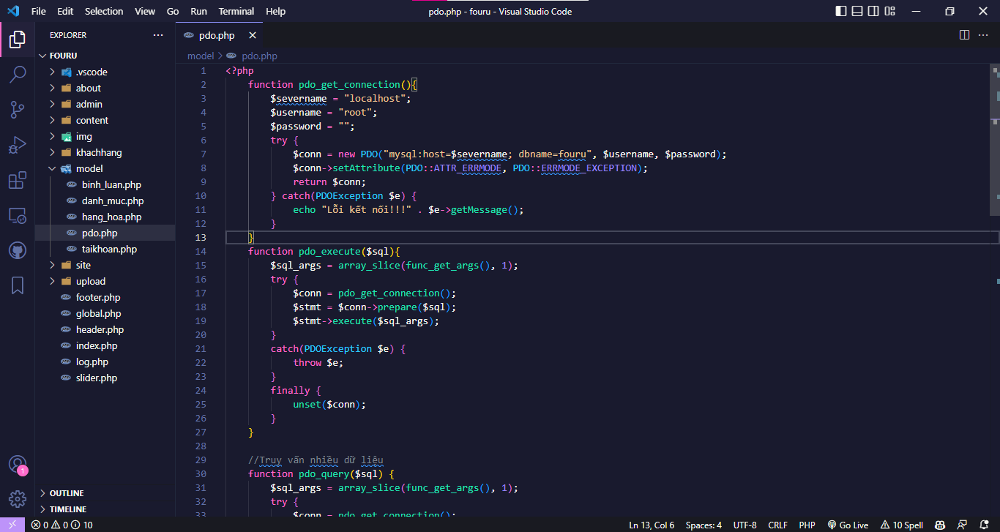 File Edit Selection View Go Run Terminal Help
pdo.php - fouru - Visual Studio Code
EXPLORER
FOURU
.vscode
about
admin
content
img
khachhang
model
binh_luan.php
danh_muc.php
hang_hoa.php
pdo.php
taikhoan.php
site
upload
footer.php
global.php
header.php
index.php
log.php
slider.php
OUTLINE
TIMELINE
1
pdo.php
model > pdo.php
1 <?php
2 function pdo_get_connection(){
3 $severname = "localhost";
4 $username = "root";
5 $password = "";
6 try {
7 $conn = new PDO("mysql:host=$severname; dbname=fouru", $username, $password);
8 $conn->setAttribute(PDO::ATTR_ERRMODE, PDO::ERRMODE_EXCEPTION);
9 return $conn;
10 } catch(PDOException $e) {
11 echo "Lỗi kết nối!!!" . $e->getMessage();
12 }
13 }
14 function pdo_execute($sql){
15 $sql_args = array_slice(func_get_args(), 1);
16 try {
17 $conn = pdo_get_connection();
18 $stmt = $conn->prepare($sql);
19 $stmt->execute($sql_args);
20 }
21 catch(PDOException $e) {
22 throw $e;
23 }
24 finally {
25 unset($conn);
26 }
27 }
28
29 //Truy vấn nhiều dữ liệu
30 function pdo_query($sql) {
31 $sql_args = array_slice(func_get_args(), 1);
32 try {
33 $conn = pdo_get_connection();
0 0 10
Ln 13, Col 6 Spaces: 4 UTF-8 CRLF PHP Go Live 10 Spell